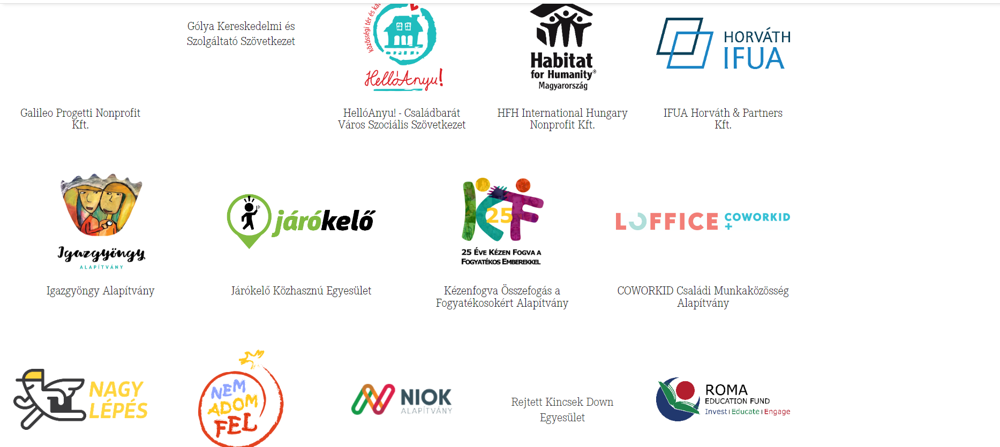 Gólya Kereskedelmi és
Szolgáltató Szövetkezet
közösségi tér és
HellóAnyu!
Habitat
for Humanity®
Magyarország
HORVÁTH
IFUA
Galileo Progetti Nonprofit
Kft.
HellóAnyu! - Családbarát
Város Szociális Szövetkezet
HFH International Hungary
Nonprofit Kft.
IFUA Horváth & Partners
Kft.
Igazgyöngy
ALAPÍTVÁNY
járókelő
KF
25
25 ÉVE KÉZEN FOGVA A
FOGYATÉKOS EMBEREKKEL
LOFFICE
+
COWORKID
Igazgyöngy Alapítvány
Járókelő Közhasznú Egyesület
Kézenfogva Összefogás a
Fogyatékosokért Alapítvány
COWORKID Családi Munkaközösség
Alapítvány
NAGY
LÉPÉS
NEM
ADOM
FEL
NIOK
ALAPÍTVÁNY
Rejtett Kincsek Down
Egyesület
ROMA
EDUCATION FUND
Invest | Educate | Engage